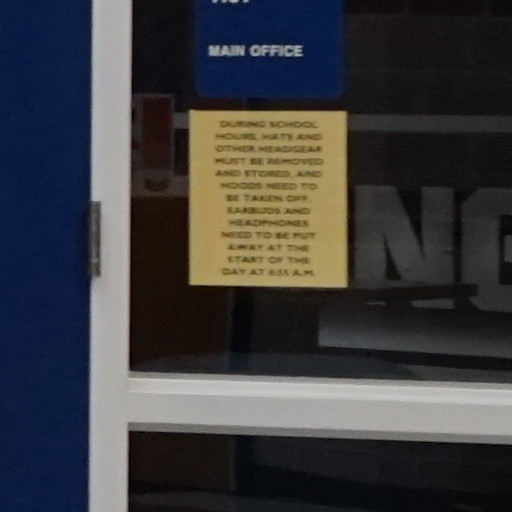 MAIN OFFICE
DURING SCHOOL
HOURS, HATS AND
OTHER HEADGEAR
MUST BE REMOVED
AND STORED, AND
HOODS NEED TO
BE TAKEN OFF.
EARBUDS AND
HEADPHONES
NEED TO BE PUT
AWAY AT THE
START OF THE
DAY AT A.M.
NG